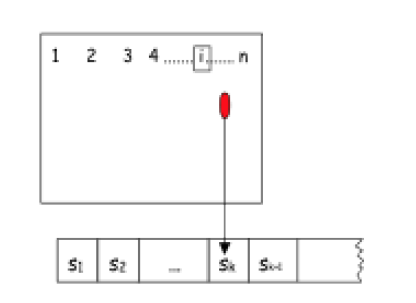 1 2 3 4 ....... i ...... n
S1 S2 ... Sk Sk+1